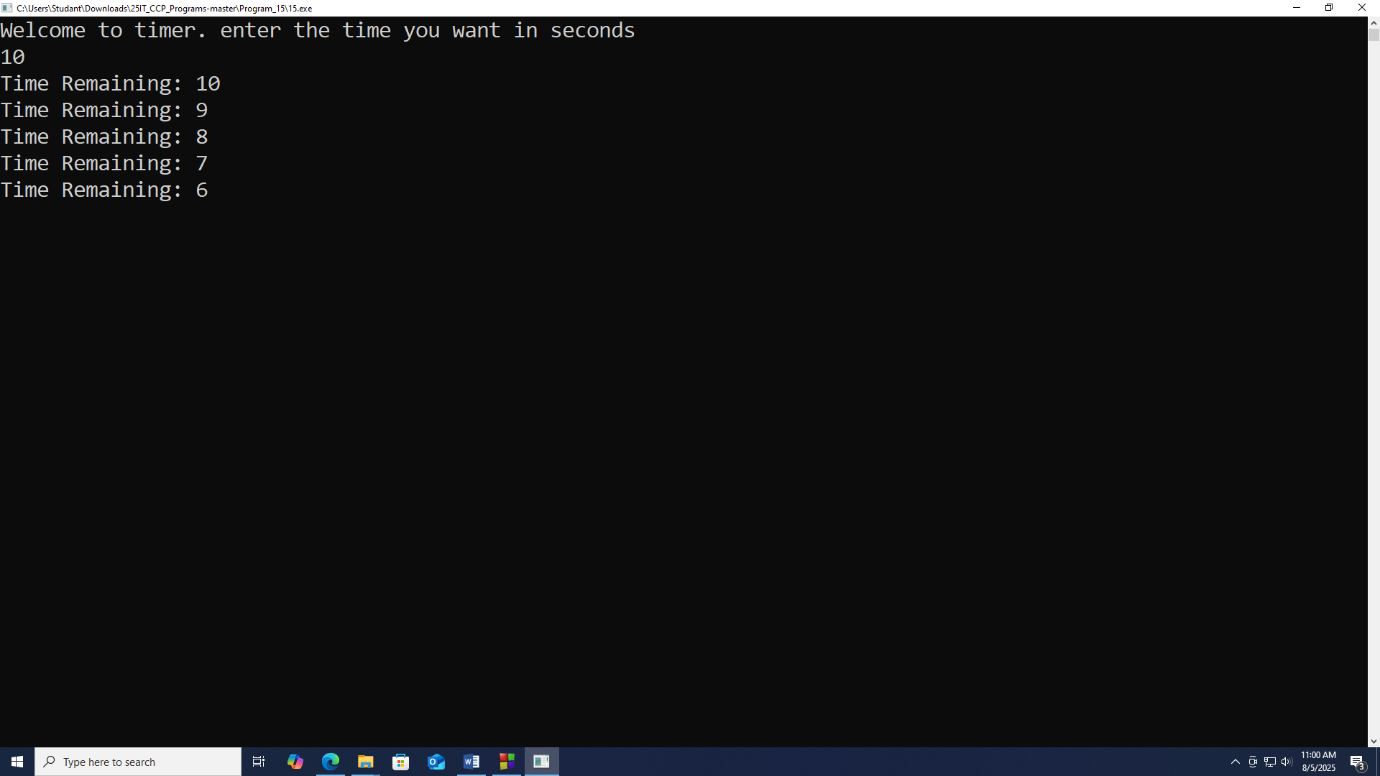 C:\Users\Studant\Downloads\25IT_CCP_Programs-master\Program_15\15.exe
Welcome to timer. enter the time you want in seconds
10
Time Remaining: 10
Time Remaining: 9
Time Remaining: 8
Time Remaining: 7
Time Remaining: 6
Type here to search
11:00 AM
8/5/2025
3